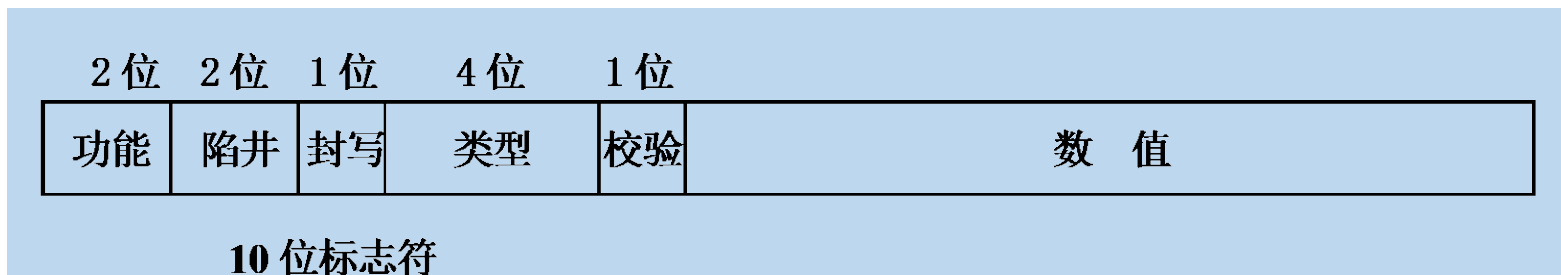 2位 2位 1位 4位 1位
功能 陷井 封写 类型 校验 数 值
10位标志符